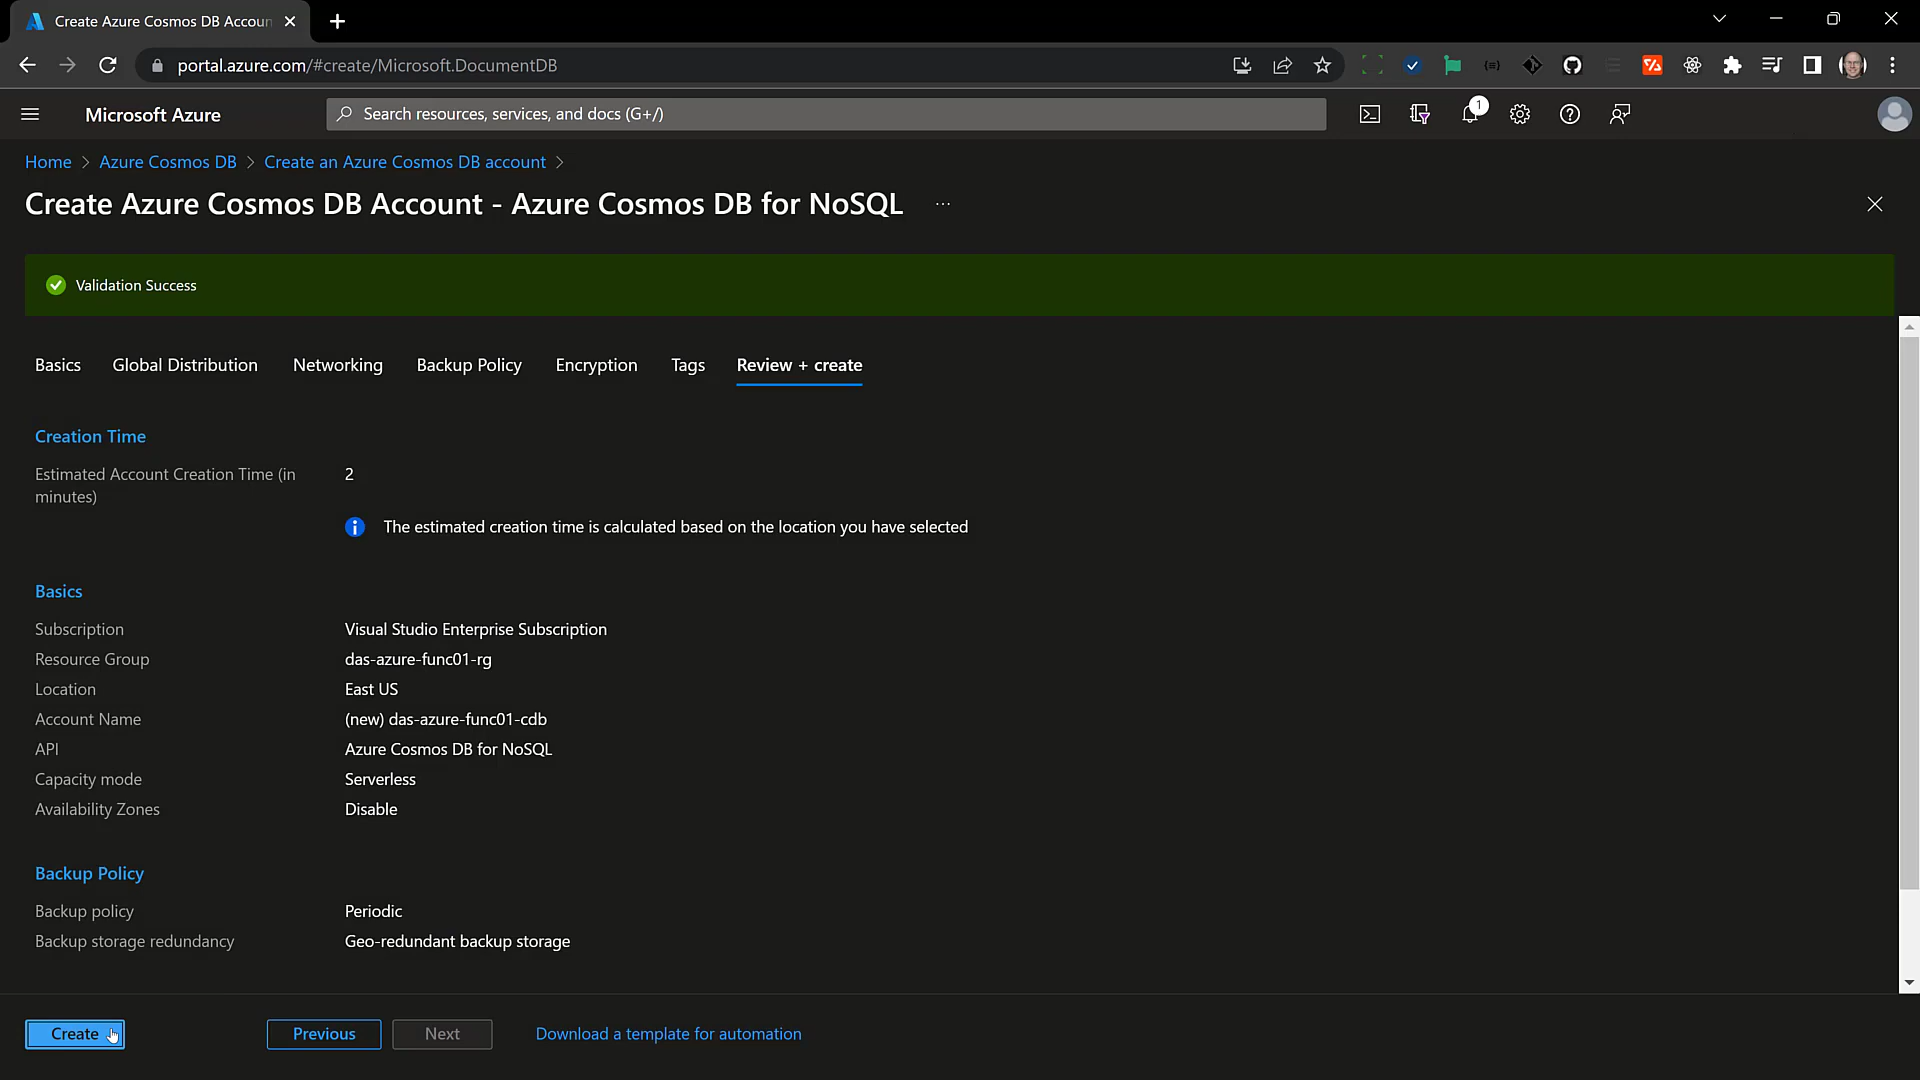 Create Azure Cosmos DB Accoun
portal.azure.com/#create/Microsoft.DocumentDB
Microsoft Azure
Search resources, services, and docs (G+/)
1
Home > Azure Cosmos DB > Create an Azure Cosmos DB account >
Create Azure Cosmos DB Account - Azure Cosmos DB for NoSQL ...
Validation Success
Basics Global Distribution Networking Backup Policy Encryption Tags Review + create
Creation Time
Estimated Account Creation Time (in
minutes)
2
The estimated creation time is calculated based on the location you have selected
Basics
Subscription Visual Studio Enterprise Subscription
Resource Group das-azure-func01-rg
Location East US
Account Name (new) das-azure-func01-cdb
API Azure Cosmos DB for NoSQL
Capacity mode Serverless
Availability Zones Disable
Backup Policy
Backup policy Periodic
Backup storage redundancy Geo-redundant backup storage
Create Previous Next Download a template for automation